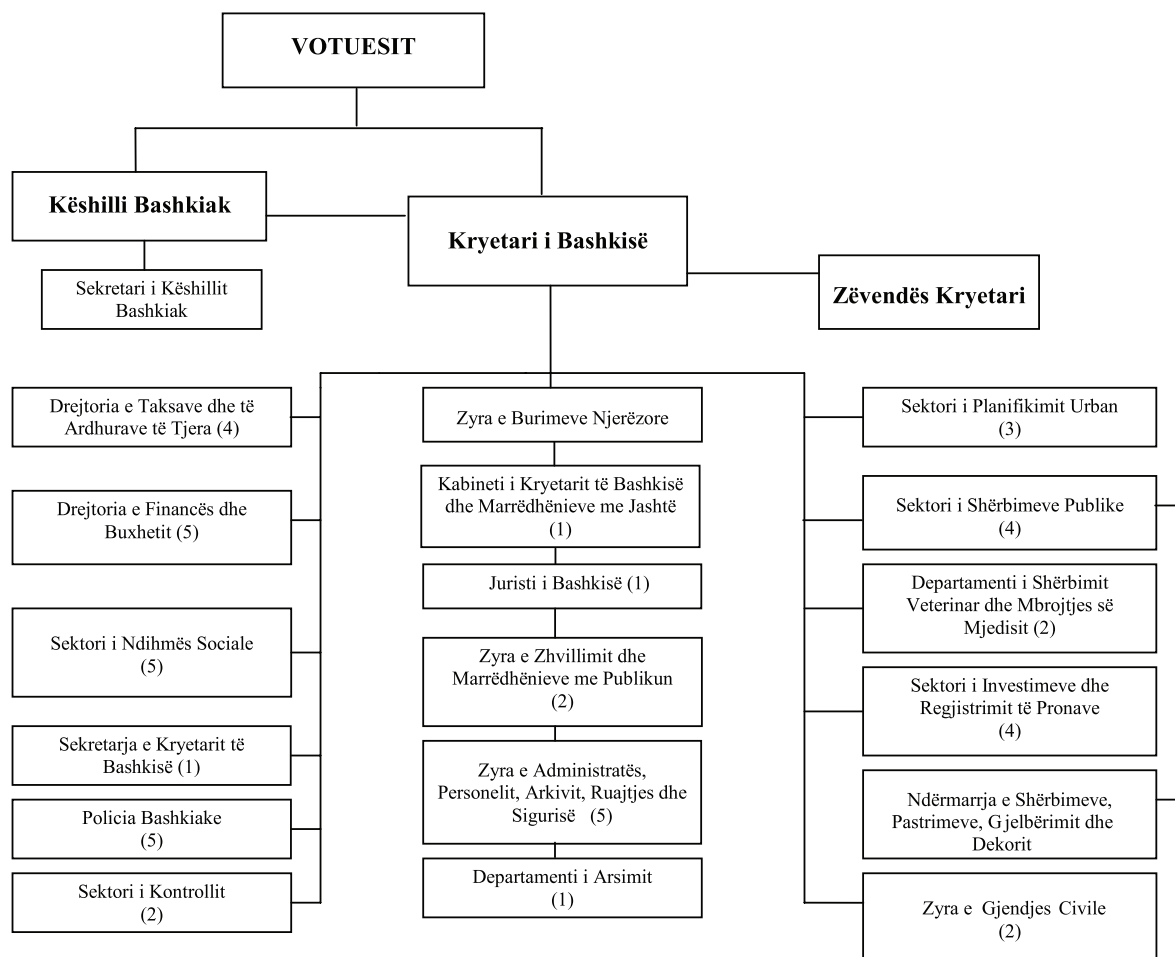 VOTUESIT
Këshilli Bashkiak
Kryetari i Bashkisë
Sekretari i Këshillit
Bashkiak
Zëvendës Kryetari
Drejtoria e Taksave dhe të
Ardhurave të Tjera (4)
Drejtoria e Financës dhe
Buxhetit (5)
Sektori i Ndihmës Sociale
(5)
Sekretarja e Kryetarit të
Bashkisë (1)
Policia Bashkiake
(5)
Sektori i Kontrollit
(2)
Zyra e Burimeve Njerëzore
Kabineti i Kryetarit të Bashkisë
dhe Marrëdhënieve me Jashtë
(1)
Juristi i Bashkisë (1)
Zyra e Zhvillimit dhe
Marrëdhënieve me Publikun
(2)
Zyra e Administratës,
Personelit, Arkivit, Ruajtjes dhe
Sigurisë (5)
Departamenti i Arsimit
(1)
Sektori i Planifikimit Urban
(3)
Sektori i Shërbimeve Publike
(4)
Departamenti i Shërbimit
Veterinar dhe Mbrojtjes së
Mjedisit (2)
Sektori i Investimeve dhe
Regjistrimit të Pronave
(4)
Ndërmarrja e Shërbimeve,
Pastrimeve, Gjelbërimit dhe
Dekorit
Zyra e Gjendjes Civile
(2)